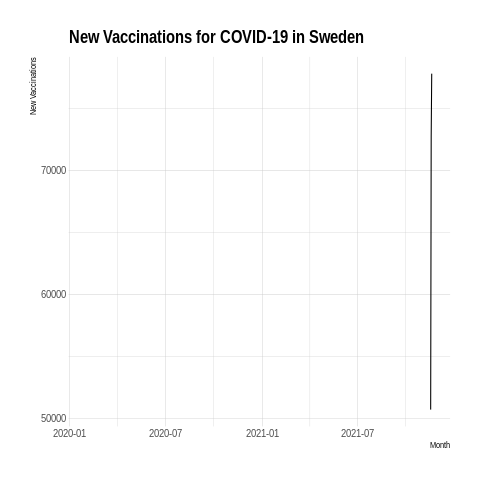 New Vaccinations for COVID-19 in Sweden
New Vaccinations
70000
60000
50000
2020-01 2020-07 2021-01 2021-07
Month